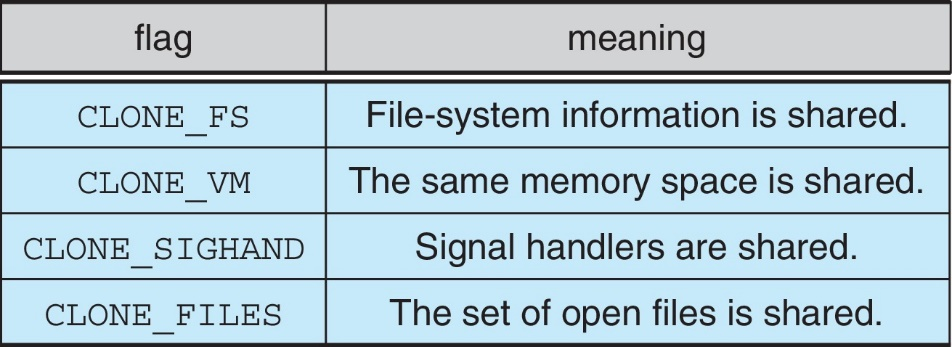 flag meaning
CLONE_FS File-system information is shared.
CLONE_VM The same memory space is shared.
CLONE_SIGHAND Signal handlers are shared.
CLONE_FILES The set of open files is shared.